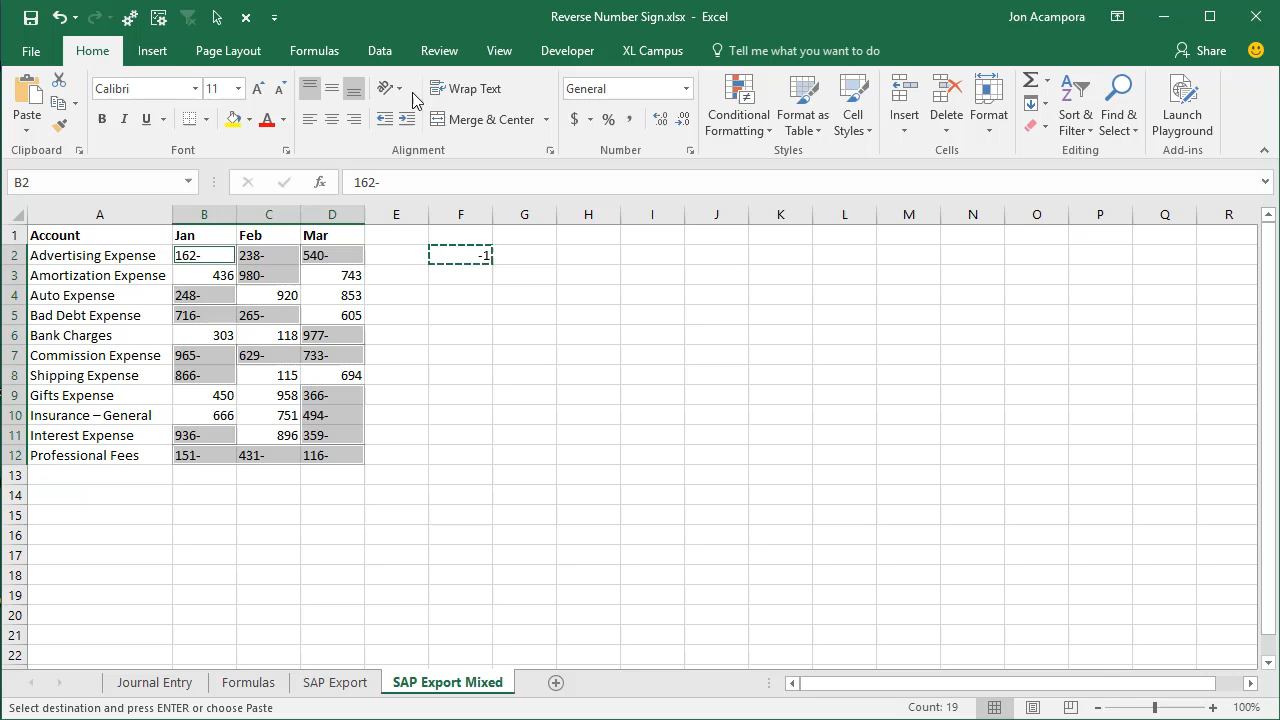 Reverse Number Sign.xlsx - Excel
Jon Acampora
File Home Insert Page Layout Formulas Data Review View Developer XL Campus Tell me what you want to do Share
Paste
Clipboard
Calibri 11
B I U A
Font
Wrap Text
Merge & Center
Alignment
General
$ % ,
Number
Conditional Formatting
Format as Table
Cell Styles
Styles
Insert Delete Format
Cells
Sort & Filter
Find & Select
Editing
Launch Playground
Add-ins
B2 fx 162-
A B C D E F G H I J K L M N O P Q R
1 Account Jan Feb Mar
2 Advertising Expense 162- 238- 540- -1
3 Amortization Expense 436 980- 743
4 Auto Expense 248- 920 853
5 Bad Debt Expense 716- 265- 605
6 Bank Charges 303 118 977-
7 Commission Expense 965- 629- 733-
8 Shipping Expense 866- 115 694
9 Gifts Expense 450 958 366-
10 Insurance – General 666 751 494-
11 Interest Expense 936- 896 359-
12 Professional Fees 151- 431- 116-
13
14
15
16
17
18
19
20
21
22
Journal Entry Formulas SAP Export SAP Export Mixed
Select destination and press ENTER or choose Paste Count: 19 100%